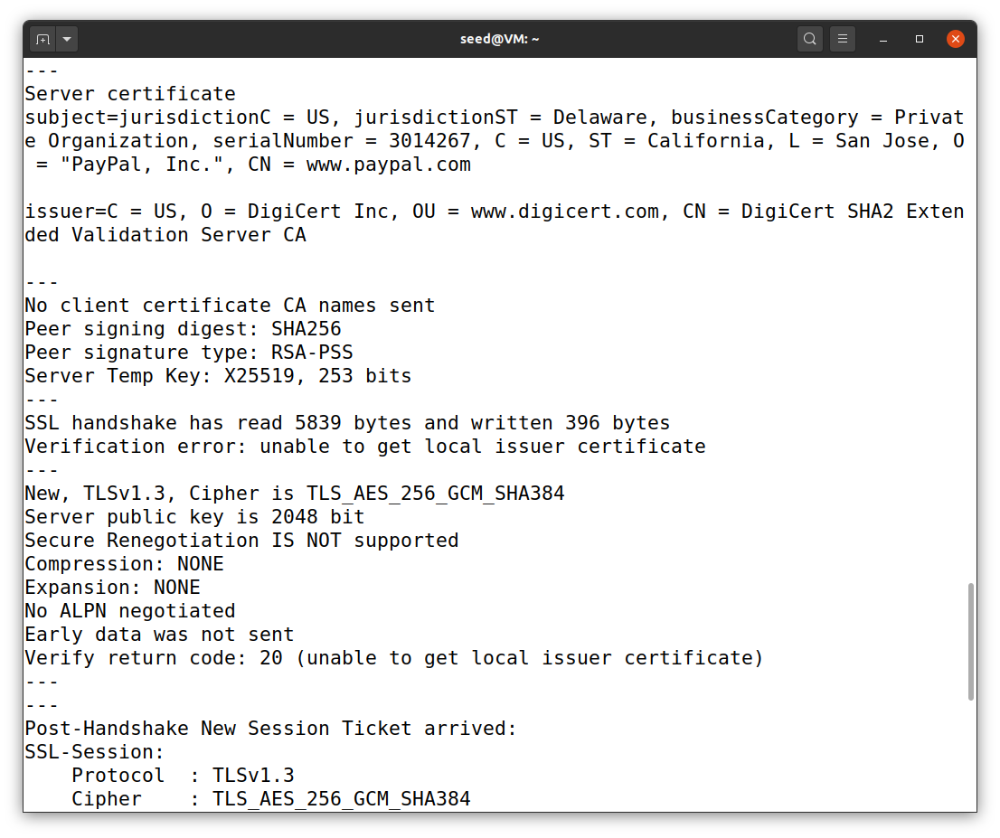 seed@VM: ~
---
Server certificate
subject=jurisdictionC = US, jurisdictionST = Delaware, businessCategory = Privat
e Organization, serialNumber = 3014267, C = US, ST = California, L = San Jose, O
 = "PayPal, Inc.", CN = www.paypal.com

issuer=C = US, O = DigiCert Inc, OU = www.digicert.com, CN = DigiCert SHA2 Exten
ded Validation Server CA

---
No client certificate CA names sent
Peer signing digest: SHA256
Peer signature type: RSA-PSS
Server Temp Key: X25519, 253 bits
---
SSL handshake has read 5839 bytes and written 396 bytes
Verification error: unable to get local issuer certificate
---
New, TLSv1.3, Cipher is TLS_AES_256_GCM_SHA384
Server public key is 2048 bit
Secure Renegotiation IS NOT supported
Compression: NONE
Expansion: NONE
No ALPN negotiated
Early data was not sent
Verify return code: 20 (unable to get local issuer certificate)
---
---
Post-Handshake New Session Ticket arrived:
SSL-Session:
    Protocol  : TLSv1.3
    Cipher    : TLS_AES_256_GCM_SHA384